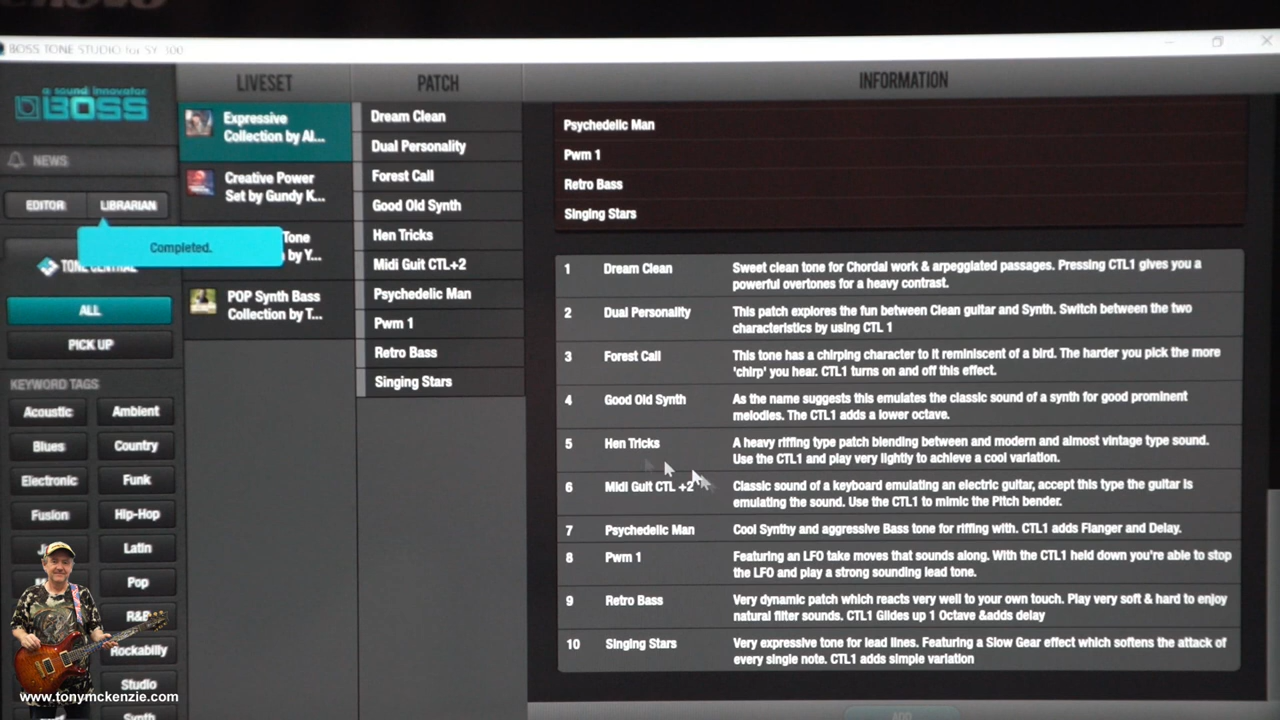 BOSS TONE STUDIO for SY-300
a sound innovator
BOSS
NEWS
EDITOR
LIBRARIAN
Completed.
TONE CENTRAL
ALL
PICK UP
KEYWORD TAGS
Acoustic
Ambient
Blues
Country
Electronic
Funk
Fusion
Hip-Hop
Latin
Pop
R&B
Rockabilly
Studio
Synth
www.tonymckenzie.com
LIVESET
Expressive
Collection by Al...
Creative Power
Set by Gundy K...
Tone
by Y...
POP Synth Bass
Collection by T...
PATCH
Dream Clean
Dual Personality
Forest Call
Good Old Synth
Hen Tricks
Midi Guit CTL+2
Psychedelic Man
Pwm 1
Retro Bass
Singing Stars
INFORMATION
Psychedelic Man
Pwm 1
Retro Bass
Singing Stars
1 Dream Clean Sweet clean tone for Chordal work & arpeggiated passages. Pressing CTL1 gives you a
powerful overtones for a heavy contrast.
2 Dual Personality This patch explores the fun between Clean guitar and Synth. Switch between the two
characteristics by using CTL 1
3 Forest Call This tone has a chirping character to it reminiscent of a bird. The harder you pick the more
'chirp' you hear. CTL1 turns on and off this effect.
4 Good Old Synth As the name suggests this emulates the classic sound of a synth for good prominent
melodies. The CTL1 adds a lower octave.
5 Hen Tricks A heavy riffing type patch blending between and modern and almost vintage type sound.
Use the CTL1 and play very lightly to achieve a cool variation.
6 Midi Guit CTL +2 Classic sound of a keyboard emulating an electric guitar, accept this type the guitar is
emulating the sound. Use the CTL1 to mimic the Pitch bender.
7 Psychedelic Man Cool Synthy and aggressive Bass tone for riffing with. CTL1 adds Flanger and Delay.
8 Pwm 1 Featuring an LFO take moves that sounds along. With the CTL1 held down you're able to stop
the LFO and play a strong sounding lead tone.
9 Retro Bass Very dynamic patch which reacts very well to your own touch. Play very soft & hard to enjoy
natural filter sounds. CTL1 Glides up 1 Octave &adds delay
10 Singing Stars Very expressive tone for lead lines. Featuring a Slow Gear effect which softens the attack of
every single note. CTL1 adds simple variation
ADD